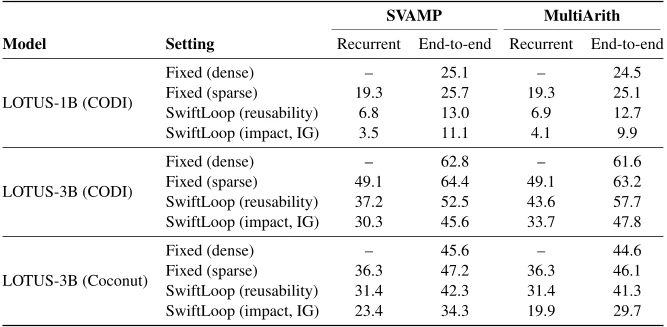 SVAMP MultiArith
Model Setting Recurrent End-to-end Recurrent End-to-end
Fixed (dense) – 25.1 – 24.5
Fixed (sparse) 19.3 25.7 19.3 25.1
LOTUS-1B (CODI)
SwiftLoop (reusability) 6.8 13.0 6.9 12.7
SwiftLoop (impact, IG) 3.5 11.1 4.1 9.9
Fixed (dense) – 62.8 – 61.6
Fixed (sparse) 49.1 64.4 49.1 63.2
LOTUS-3B (CODI)
SwiftLoop (reusability) 37.2 52.5 43.6 57.7
SwiftLoop (impact, IG) 30.3 45.6 33.7 47.8
Fixed (dense) – 45.6 – 44.6
Fixed (sparse) 36.3 47.2 36.3 46.1
LOTUS-3B (Coconut)
SwiftLoop (reusability) 31.4 42.3 31.4 41.3
SwiftLoop (impact, IG) 23.4 34.3 19.9 29.7